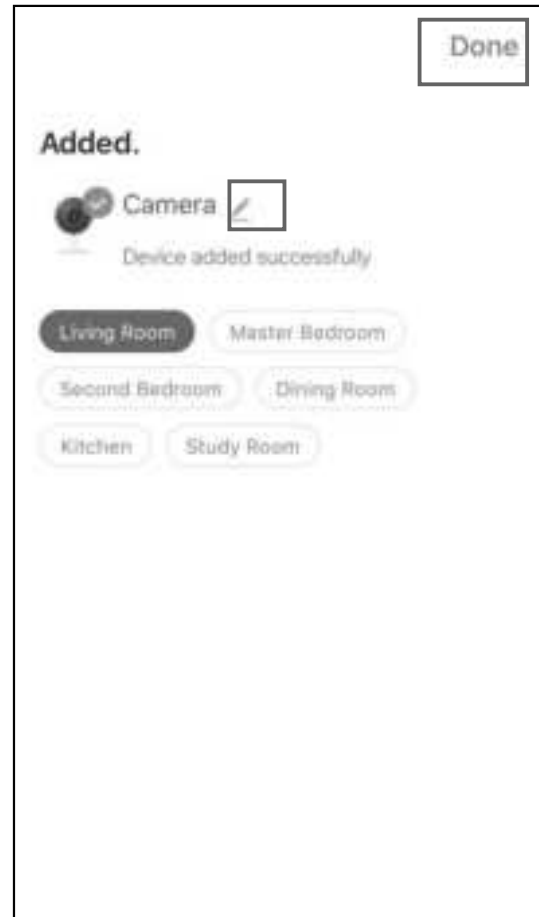 Done
Added.
Camera
Device added successfully
Living Room Master Bedroom
Second Bedroom Dining Room
Kitchen Study Room